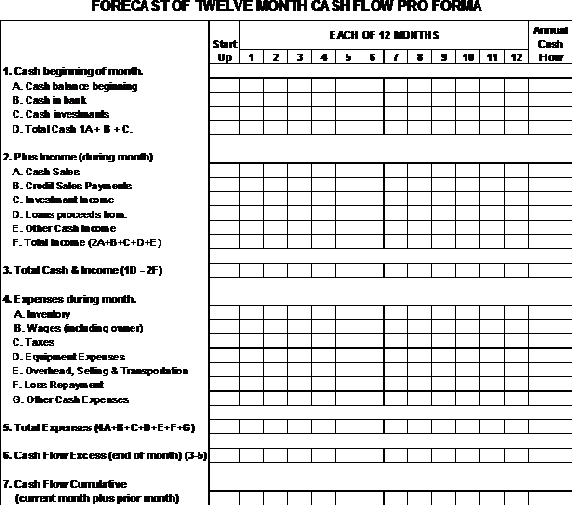 FORECAST OF TWELVE MONTH CASH FLOW PRO FORMA
Start Up
EACH OF 12 MONTHS
Annual Cash Hour
1 2 3 4 5 6 7 8 9 10 11 12
1. Cash beginning of month.
A. Cash balance beginning
B. Cash in bank
C. Cash investments
D. Total Cash 1A + B + C.
2. Plus Income (during month)
A. Cash Sales
B. Credit Sales Payments
C. Investment Income
D. Loans proceeds from.
E. Other Cash Income
F. Total Income (2A+B+C+D+E)
3. Total Cash & Income (1D – 2F)
4. Expenses during month.
A. Inventory
B. Wages (including owner)
C. Taxes
D. Equipment Expenses
E. Overhead, Selling & Transportation
F. Loss Repayment
G. Other Cash Expenses
5. Total Expenses (4A+B+C+D+E+F+G)
6. Cash Flow Excess (end of month) (3-5)
7. Cash Flow Cumulative
(current month plus prior month)